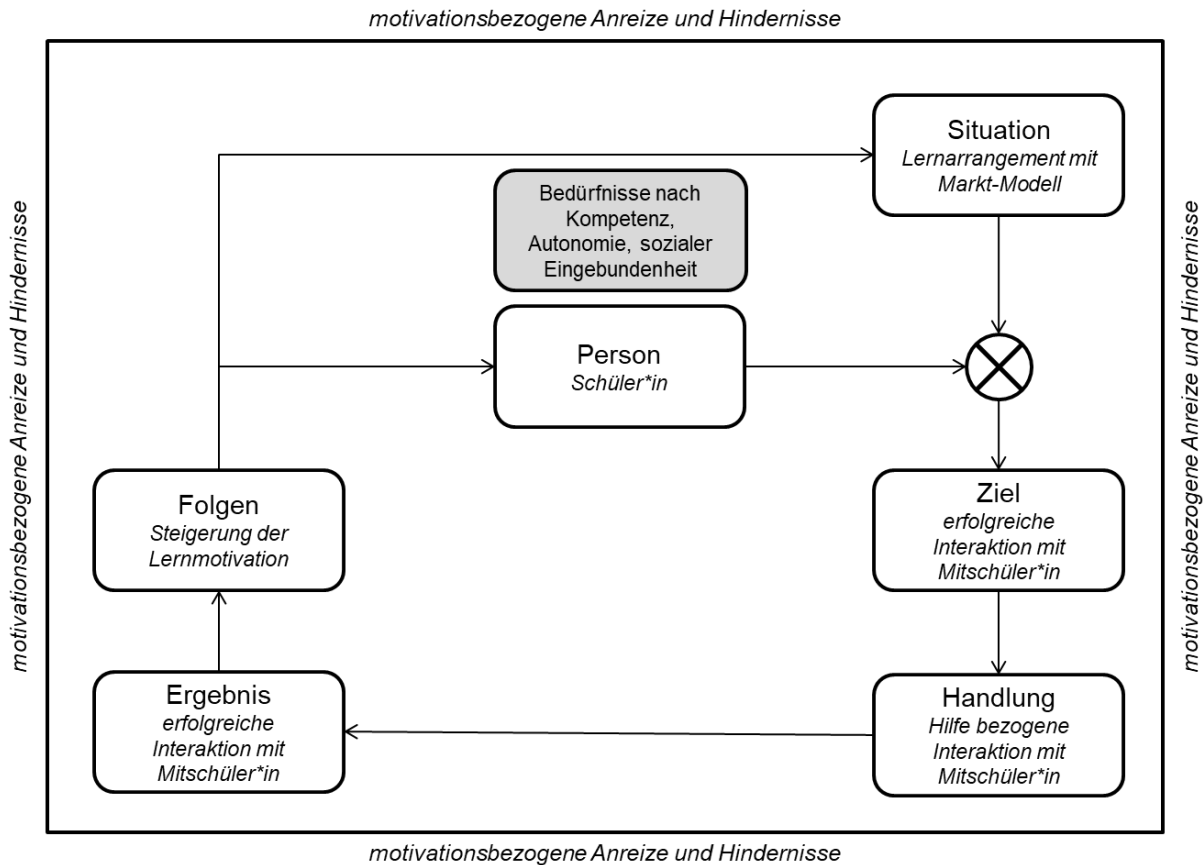 motivationsbezogene Anreize und Hindernisse
motivationsbezogene Anreize und Hindernisse
motivationsbezogene Anreize und Hindernisse
Situation
Lernarrangement mit
Markt-Modell
Bedürfnisse nach
Kompetenz,
Autonomie, sozialer
Eingebundenheit
Person
Schüler*in
Folgen
Steigerung der
Lernmotivation
Ziel
erfolgreiche
Interaktion mit
Mitschüler*in
Ergebnis
erfolgreiche
Interaktion mit
Mitschüler*in
Handlung
Hilfe bezogene
Interaktion mit
Mitschüler*in
motivationsbezogene Anreize und Hindernisse